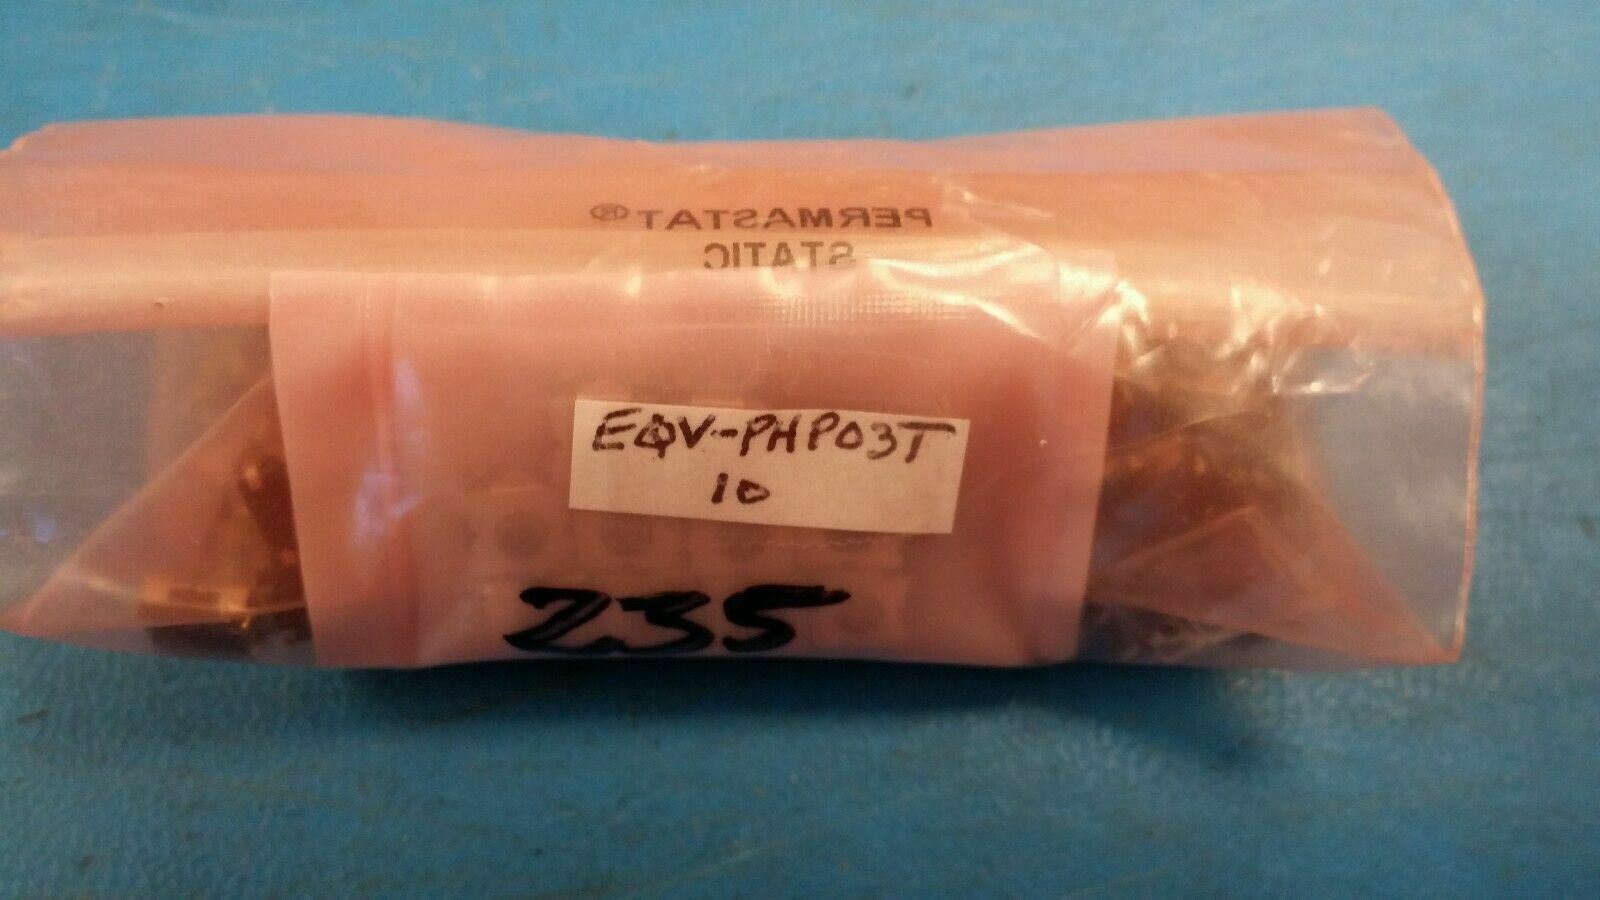 PERMASTAT®
STATIC
EQV-PHP03T
10
235